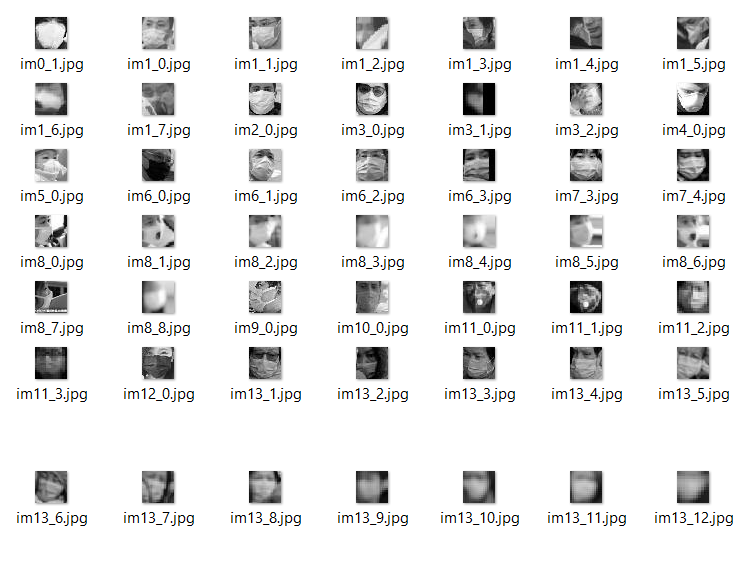 im0_1.jpg im1_0.jpg im1_1.jpg im1_2.jpg im1_3.jpg im1_4.jpg im1_5.jpg
im1_6.jpg im1_7.jpg im2_0.jpg im3_0.jpg im3_1.jpg im3_2.jpg im4_0.jpg
im5_0.jpg im6_0.jpg im6_1.jpg im6_2.jpg im6_3.jpg im7_3.jpg im7_4.jpg
im8_0.jpg im8_1.jpg im8_2.jpg im8_3.jpg im8_4.jpg im8_5.jpg im8_6.jpg
im8_7.jpg im8_8.jpg im9_0.jpg im10_0.jpg im11_0.jpg im11_1.jpg im11_2.jpg
im11_3.jpg im12_0.jpg im13_1.jpg im13_2.jpg im13_3.jpg im13_4.jpg im13_5.jpg
im13_6.jpg im13_7.jpg im13_8.jpg im13_9.jpg im13_10.jpg im13_11.jpg im13_12.jpg